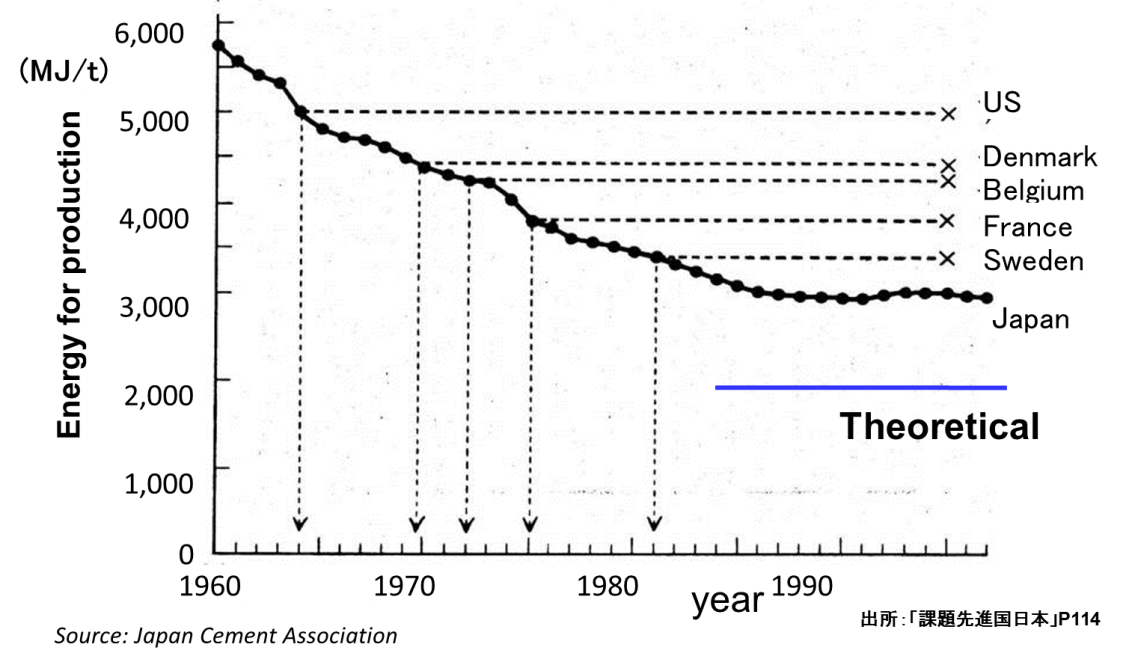 6,000
(MJ/t)
5,000
4,000
3,000
2,000
1,000
0
Energy for production
US
Denmark
Belgium
France
Sweden
Japan
Theoretical
1960
1970
1980
1990
year
出所:「課題先進国日本」P114
Source: Japan Cement Association